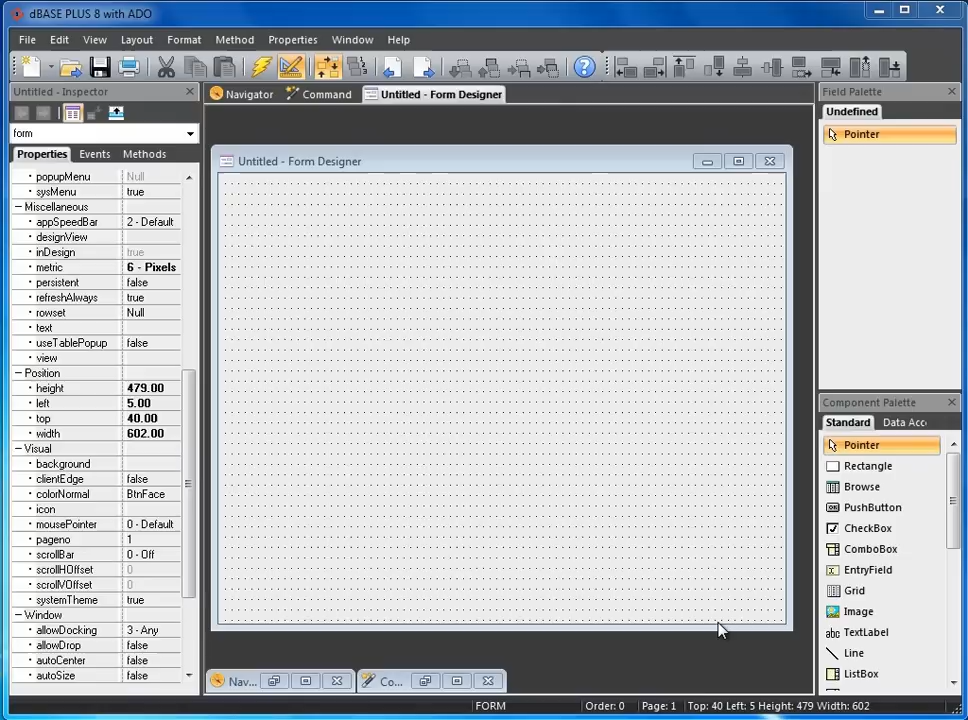 dBASE PLUS 8 with ADO
File Edit View Layout Format Method Properties Window Help
Untitled - Inspector
Navigator Command Untitled - Form Designer
Field Palette
form
Undefined
Pointer
Properties Events Methods
Untitled - Form Designer
popupMenu Null
sysMenu true
Miscellaneous
appSpeedBar 2 - Default
designView
inDesign true
metric 6 - Pixels
persistent false
refreshAlways true
rowset Null
text
useTablePopup false
view
Position
height 479.00
left 5.00
top 40.00
width 602.00
Visual
background
clientEdge false
colorNormal BtnFace
icon
mousePointer 0 - Default
pageno 1
scrollBar 0 - Off
scrollHOffset 0
scrollVOffset 0
systemTheme true
Window
allowDocking 3 - Any
allowDrop false
autoCenter false
autoSize false
Component Palette
Standard Data Acc
Pointer
Rectangle
Browse
PushButton
CheckBox
ComboBox
EntryField
Grid
Image
abc TextLabel
Line
ListBox
Nav... Co...
FORM Order: 0 Page: 1 Top: 40 Left: 5 Height: 479 Width: 602